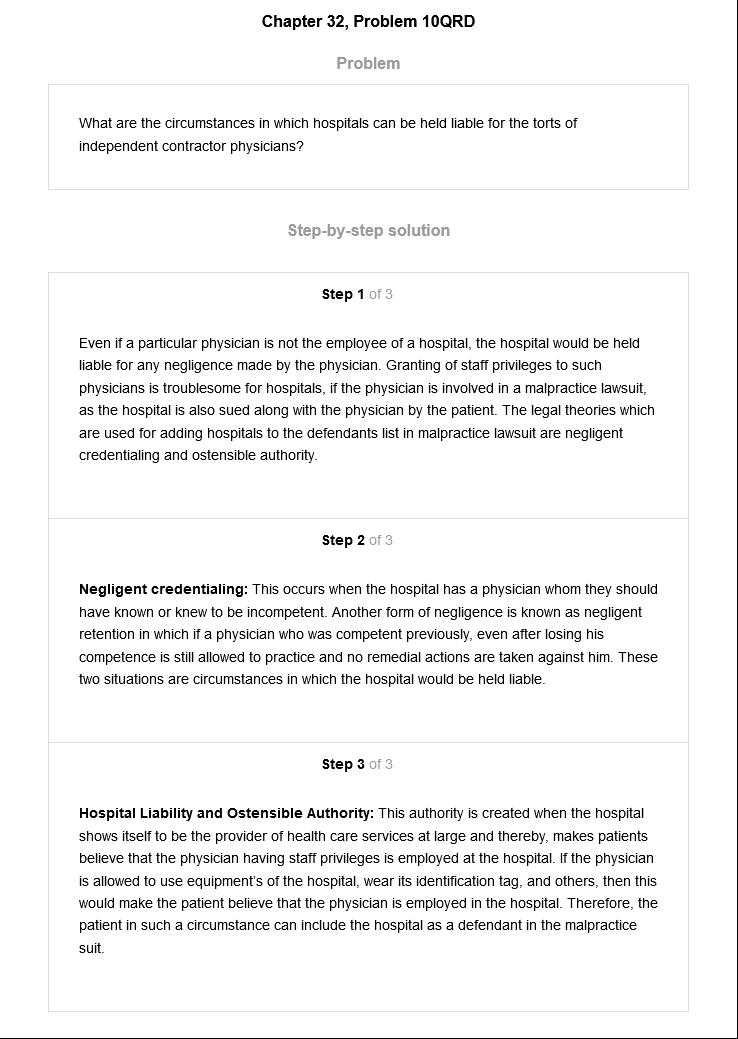 Chapter 32, Problem 10QRD
Problem
What are the circumstances in which hospitals can be held liable for the torts of
independent contractor physicians?
Step-by-step solution
Step 1 of 3
Even if a particular physician is not the employee of a hospital, the hospital would be held
liable for any negligence made by the physician. Granting of staff privileges to such
physicians is troublesome for hospitals, if the physician is involved in a malpractice lawsuit,
as the hospital is also sued along with the physician by the patient. The legal theories which
are used for adding hospitals to the defendants list in malpractice lawsuit are negligent
credentialing and ostensible authority.
Step 2 of 3
Negligent credentialing: This occurs when the hospital has a physician whom they should
have known or knew to be incompetent. Another form of negligence is known as negligent
retention in which if a physician who was competent previously, even after losing his
competence is still allowed to practice and no remedial actions are taken against him. These
two situations are circumstances in which the hospital would be held liable.
Step 3 of 3
Hospital Liability and Ostensible Authority: This authority is created when the hospital
shows itself to be the provider of health care services at large and thereby, makes patients
believe that the physician having staff privileges is employed at the hospital. If the physician
is allowed to use equipment's of the hospital, wear its identification tag, and others, then this
would make the patient believe that the physician is employed in the hospital. Therefore, the
patient in such a circumstance can include the hospital as a defendant in the malpractice
suit.